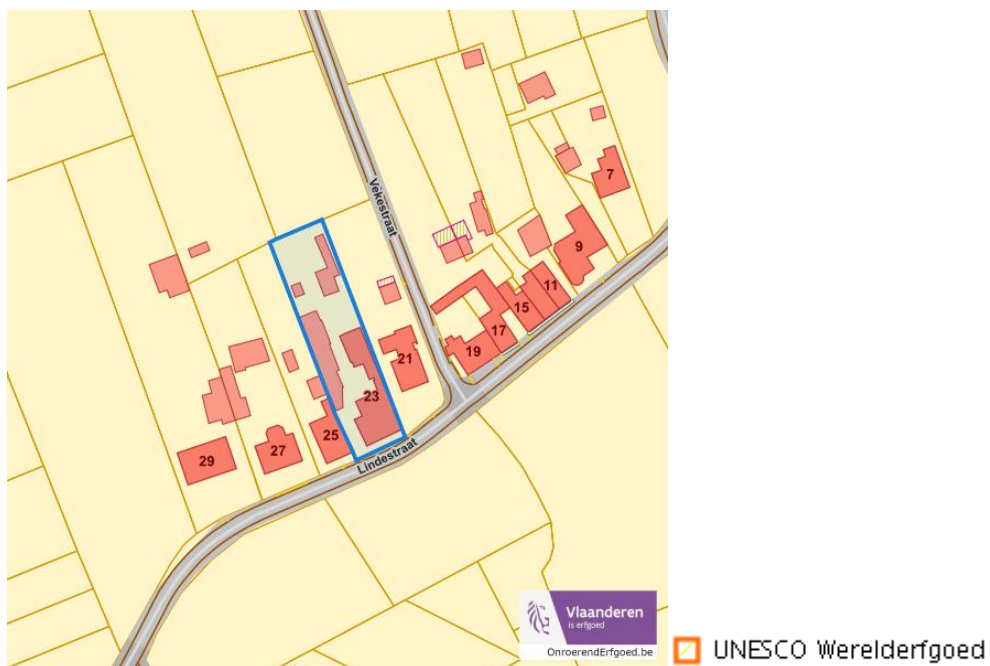 Vekestraat
7
9
11
15
17
19
21
23
25
27
29
Lindestraat
Vlaanderen
is erfgoed
OnroerendErfgoed.be
UNESCO Werelderfgoed